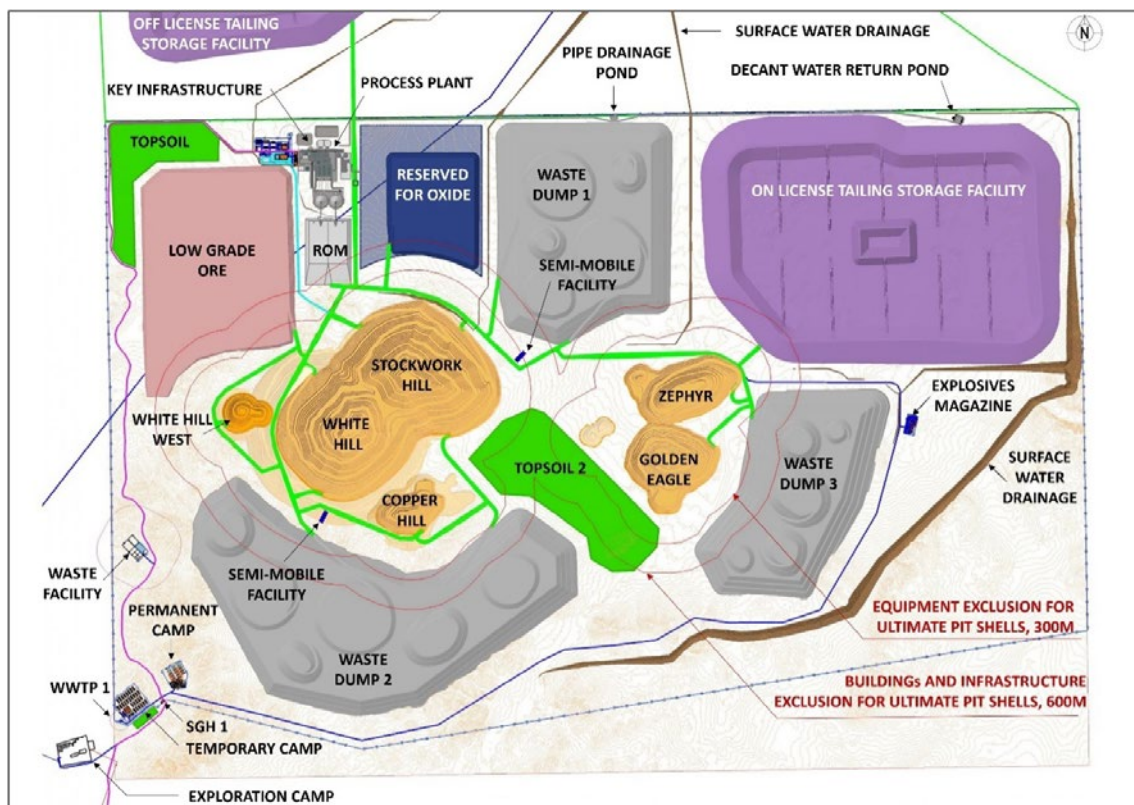 OFF LICENSE TAILING
STORAGE FACILITY
SURFACE WATER DRAINAGE
N
PIPE DRAINAGE
POND
DECANT WATER RETURN POND
KEY INFRASTRUCTURE
PROCESS PLANT
TOPSOIL
RESERVED
FOR OXIDE
WASTE
DUMP 1
ON LICENSE TAILING STORAGE FACILITY
LOW GRADE
ORE
ROM
SEMI-MOBILE
FACILITY
STOCKWORK
HILL
ZEPHYR
EXPLOSIVES
MAGAZINE
WHITE HILL
WEST
WHITE
HILL
TOPSOIL 2
GOLDEN
EAGLE
WASTE
DUMP 3
SURFACE
WATER
DRAINAGE
COPPER
HILL
WASTE
FACILITY
SEMI-MOBILE
FACILITY
PERMANENT
CAMP
EQUIPMENT EXCLUSION FOR
ULTIMATE PIT SHELLS, 300M
WASTE
DUMP 2
BUILDINGs AND INFRASTRUCTURE
EXCLUSION FOR ULTIMATE PIT SHELLS, 600M
WWTP 1
SGH 1
TEMPORARY CAMP
EXPLORATION CAMP